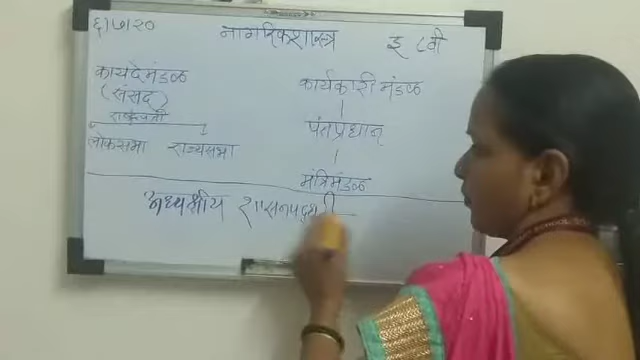 ६)७)२० नागरिकशास्त्र इ ८वी
कायदेमंडळ
(संसद)
राष्ट्रपती
लोकसभा राज्यसभा
कार्यकारी मंडळ
पंतप्रधान
मंत्रिमंडळ
अध्यक्षीय शासनपद्धती